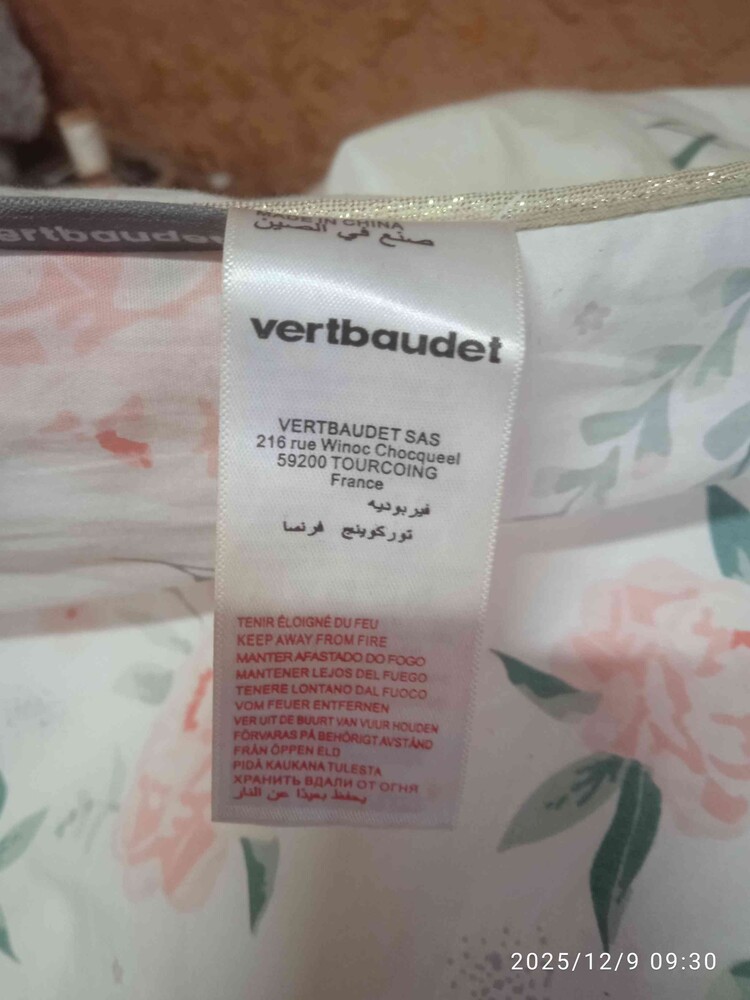 ertbaudet
MADE IN CHINA
صنع في الصين
vertbaudet
VERTBAUDET SAS
216 rue Winoc Chocqueel
59200 TOURCOING
France
فيربوديه
توركوينج فرنسا
TENIR ÉLOIGNÉ DU FEU
KEEP AWAY FROM FIRE
MANTER AFASTADO DO FOGO
MANTENER LEJOS DEL FUEGO
TENERE LONTANO DAL FUOCO
VOM FEUER ENTFERNEN
VER UIT DE BUURT VAN VUUR HOUDEN
FÖRVARAS PÅ BEHÖRIGT AVSTÅND
FRÅN ÖPPEN ELD
PIDÄ KAUKANA TULESTA
ХРАНИТЬ ВДАЛИ ОТ ОГНЯ
يحفظ بعيدًا عن النار
2025/12/9 09:30